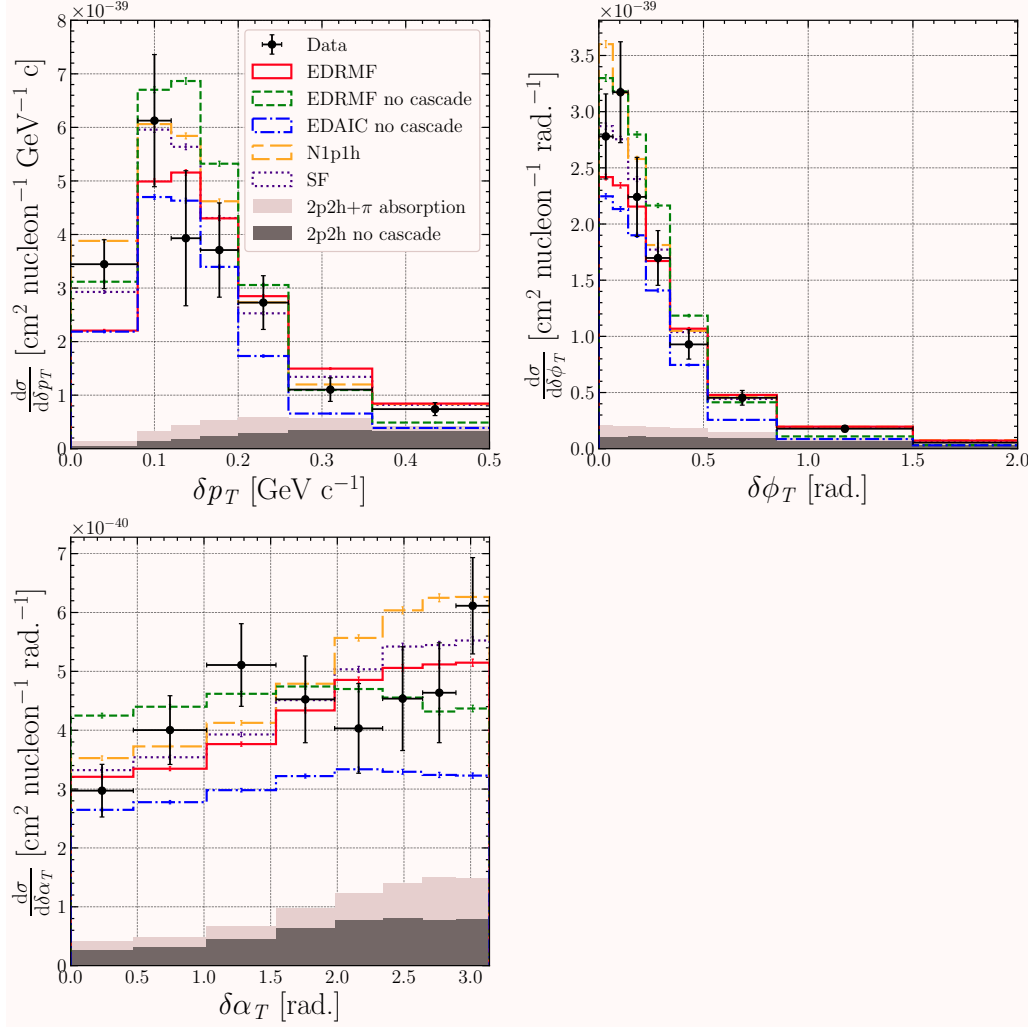 ×10⁻³⁹
8
7
6
5
4
3
2
1
0
0.0 0.1 0.2 0.3 0.4 0.5
dσ/dδp_T [cm² nucleon⁻¹ GeV⁻¹ c]
δp_T [GeV c⁻¹]
Data
EDRMF
EDRMF no cascade
EDAIC no cascade
N1p1h
SF
2p2h+π absorption
2p2h no cascade
×10⁻³⁹
3.5
3.0
2.5
2.0
1.5
1.0
0.5
0.0
0.0 0.5 1.0 1.5 2.0
dσ/dδϕ_T [cm² nucleon⁻¹ rad.⁻¹]
δϕ_T [rad.]
×10⁻⁴⁰
7
6
5
4
3
2
1
0
0.0 0.5 1.0 1.5 2.0 2.5 3.0
dσ/dδα_T [cm² nucleon⁻¹ rad.⁻¹]
δα_T [rad.]